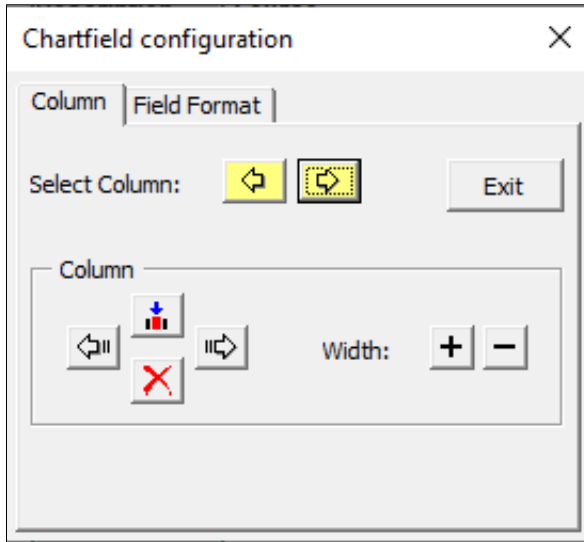 Chartfield configuration
Column
Field Format
Select Column:
Exit
Column
Width: